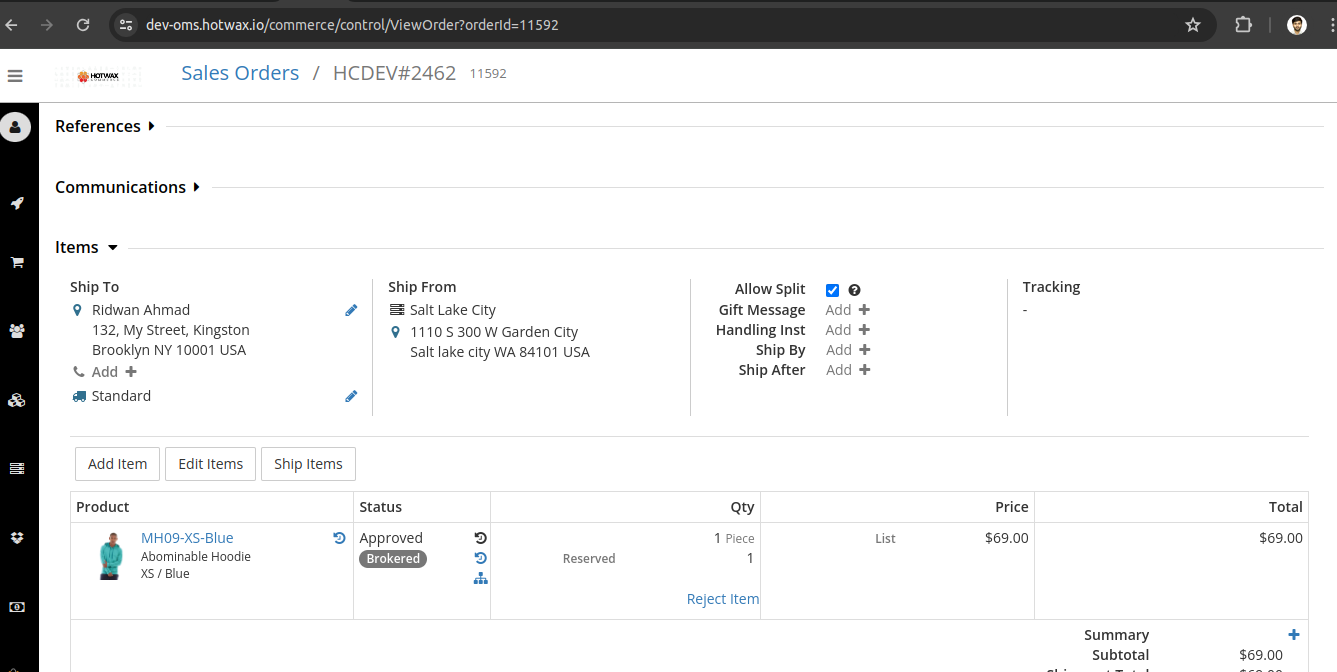 dev-oms.hotwax.io/commerce/control/ViewOrder?orderId=11592
HOTWAX
Sales Orders / HCDEV#2462 11592
References
Communications
Items
Ship To
Ridwan Ahmad
132, My Street, Kingston
Brooklyn NY 10001 USA
Add
Standard
Ship From
Salt Lake City
1110 S 300 W Garden City
Salt lake city WA 84101 USA
Allow Split
Gift Message Add
Handling Inst Add
Ship By Add
Ship After Add
Tracking
-
Add Item Edit Items Ship Items
Product Status Qty Price Total
MH09-XS-Blue Approved 1 Piece List $69.00 $69.00
Abominable Hoodie Brokered Reserved 1
XS / Blue
Reject Item
Summary
Subtotal $69.00